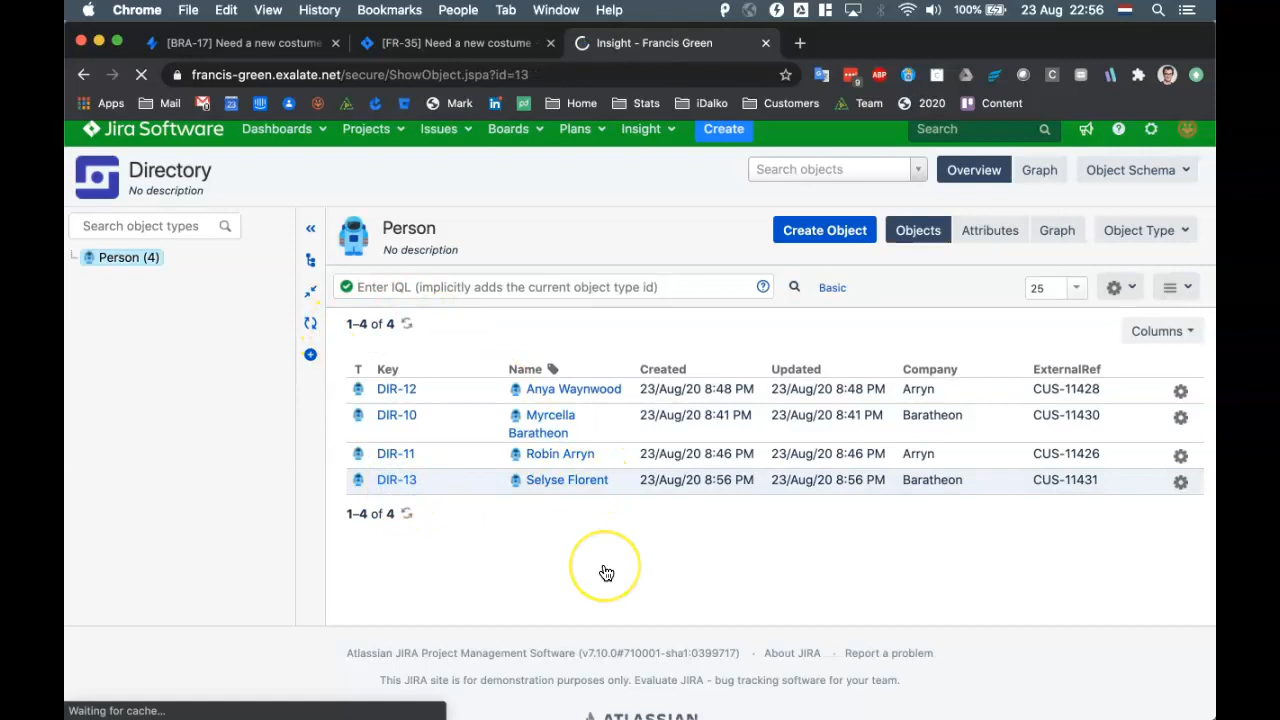 Chrome File Edit View History Bookmarks People Tab Window Help 100% 23 Aug 22:56
[BRA-17] Need a new costume × [FR-35] Need a new costume × Insight - Francis Green × +
francis-green.exalate.net/secure/ShowObject.jspa?id=13
Apps Mail Mark Home Stats iDalko Customers Team 2020 Content
Jira Software Dashboards Projects Issues Boards Plans Insight Create Search
Directory
No description
Search objects Overview Graph Object Schema
Search object types
Person (4)
Person
No description
Create Object Objects Attributes Graph Object Type
Enter IQL (implicitly adds the current object type id) Basic 25
1–4 of 4
Columns
T Key Name Created Updated Company ExternalRef
DIR-12 Anya Waynwood 23/Aug/20 8:48 PM 23/Aug/20 8:48 PM Arryn CUS-11428
DIR-10 Myrcella Baratheon 23/Aug/20 8:41 PM 23/Aug/20 8:41 PM Baratheon CUS-11430
DIR-11 Robin Arryn 23/Aug/20 8:46 PM 23/Aug/20 8:46 PM Arryn CUS-11426
DIR-13 Selyse Florent 23/Aug/20 8:56 PM 23/Aug/20 8:56 PM Baratheon CUS-11431
1–4 of 4
Atlassian JIRA Project Management Software (v7.10.0#710001-sha1:0399717) · About JIRA · Report a problem
This JIRA site is for demonstration purposes only. Evaluate JIRA - bug tracking software for your team.
ATLASSIAN
Waiting for cache...